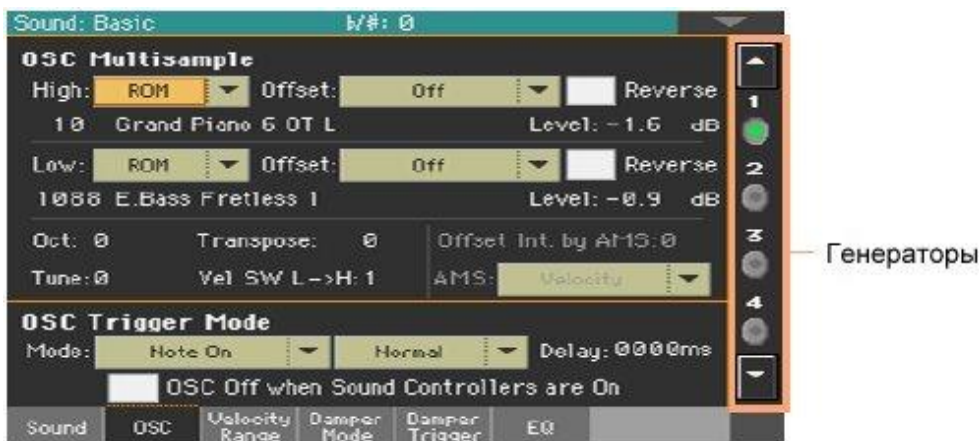 Sound: Basic ♭/#: 0
OSC Multisample
High: ROM Offset: Off Reverse
10 Grand Piano 6 OT L Level: -1.6 dB
Low: ROM Offset: Off Reverse
1088 E.Bass Fretless 1 Level: -0.9 dB
Oct: 0 Transpose: 0 Offset Int. by AMS: 0
Tune: 0 Vel SW L->H: 1 AMS: Velocity
OSC Trigger Mode
Mode: Note On Normal Delay: 0000ms
OSC Off when Sound Controllers are On
Sound OSC Velocity Range Damper Mode Damper Trigger EQ
1
2
3
4
Генераторы